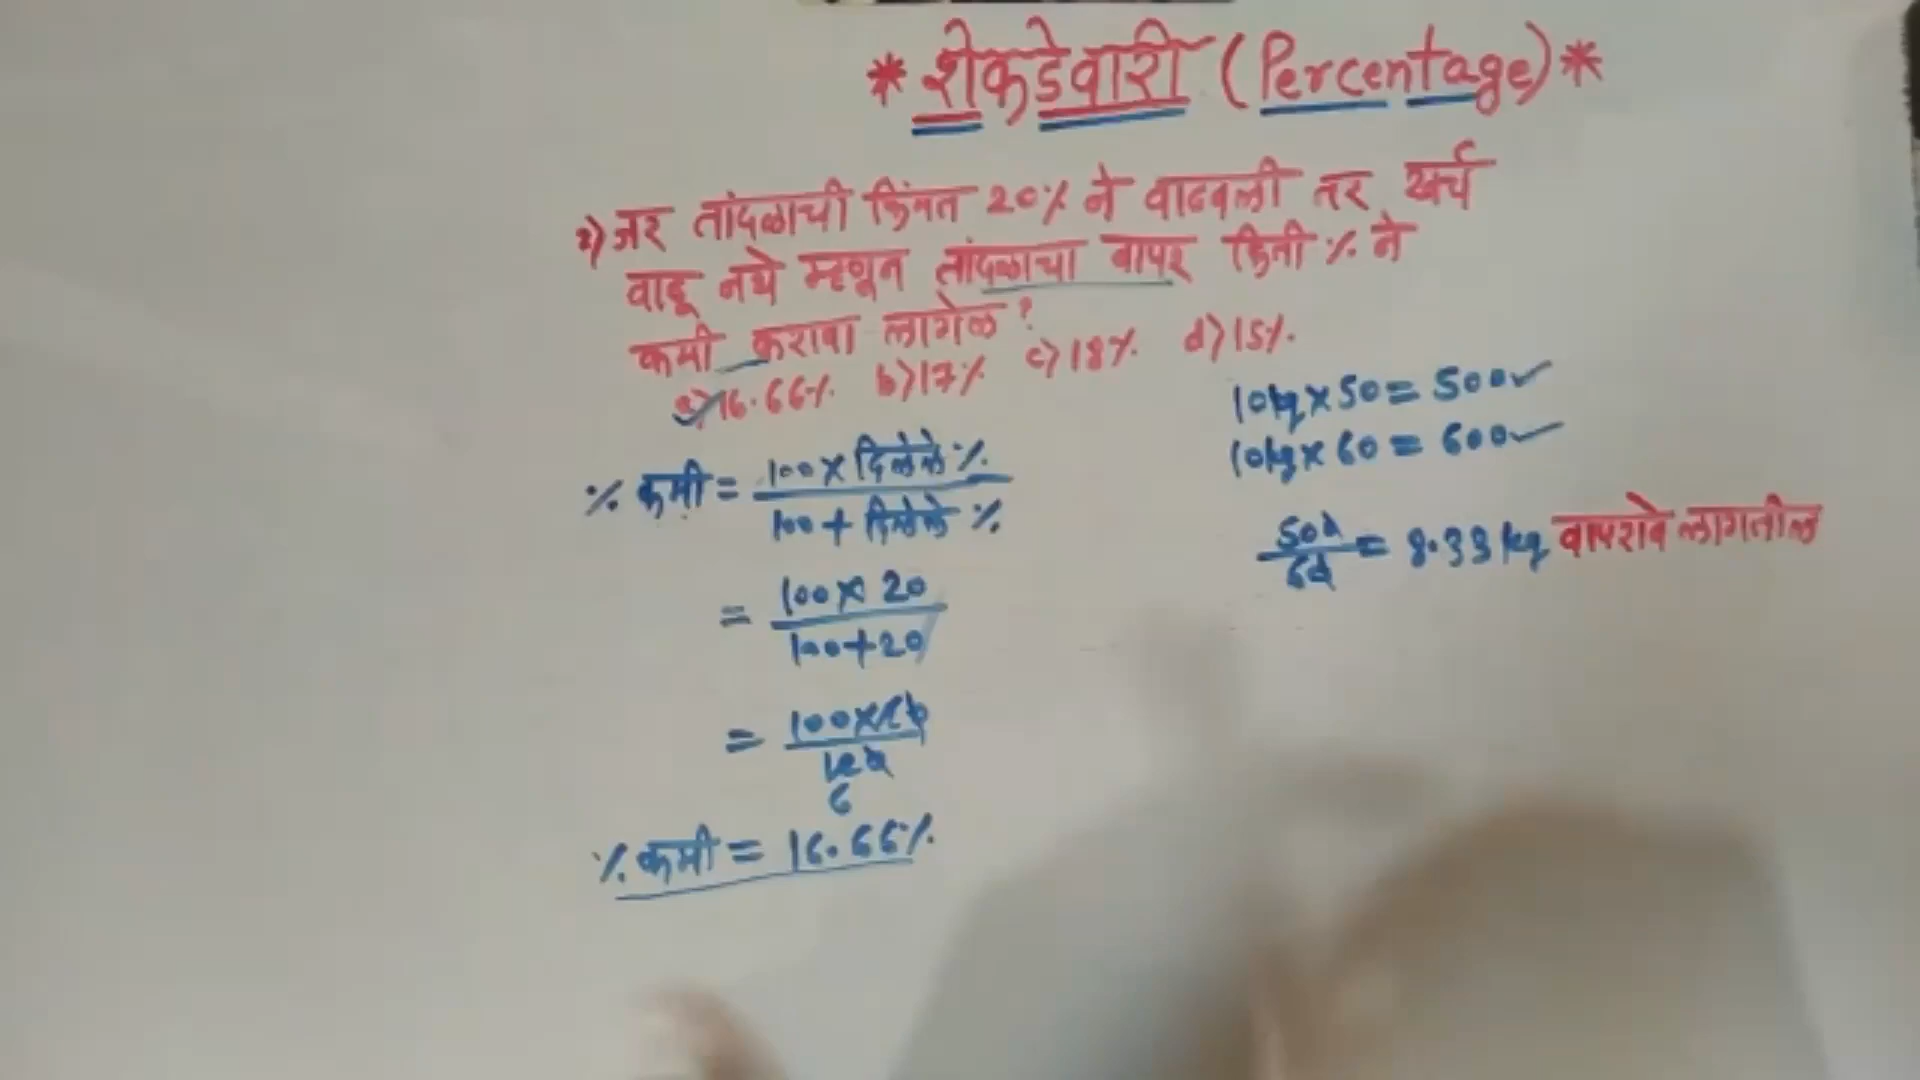 * शेकडेवारी (Percentage) *
२) जर तांदळाची किंमत 20% ने वाढवली तर खर्च
वाढू नये म्हणून तांदळाचा वापर किती % ने
कमी करावा लागेल?
a) 16.66% b) 17% c) 18% d) 15%
% कमी = 100 × दिलेले %
100 + दिलेले %
= 100 × 20
100+20
= 100×20
120
6
% कमी = 16.66%
10kg × 50 = 500 ✓
10kg × 60 = 600 ✓
500
60 = 8.33 kg वापरावे लागतील